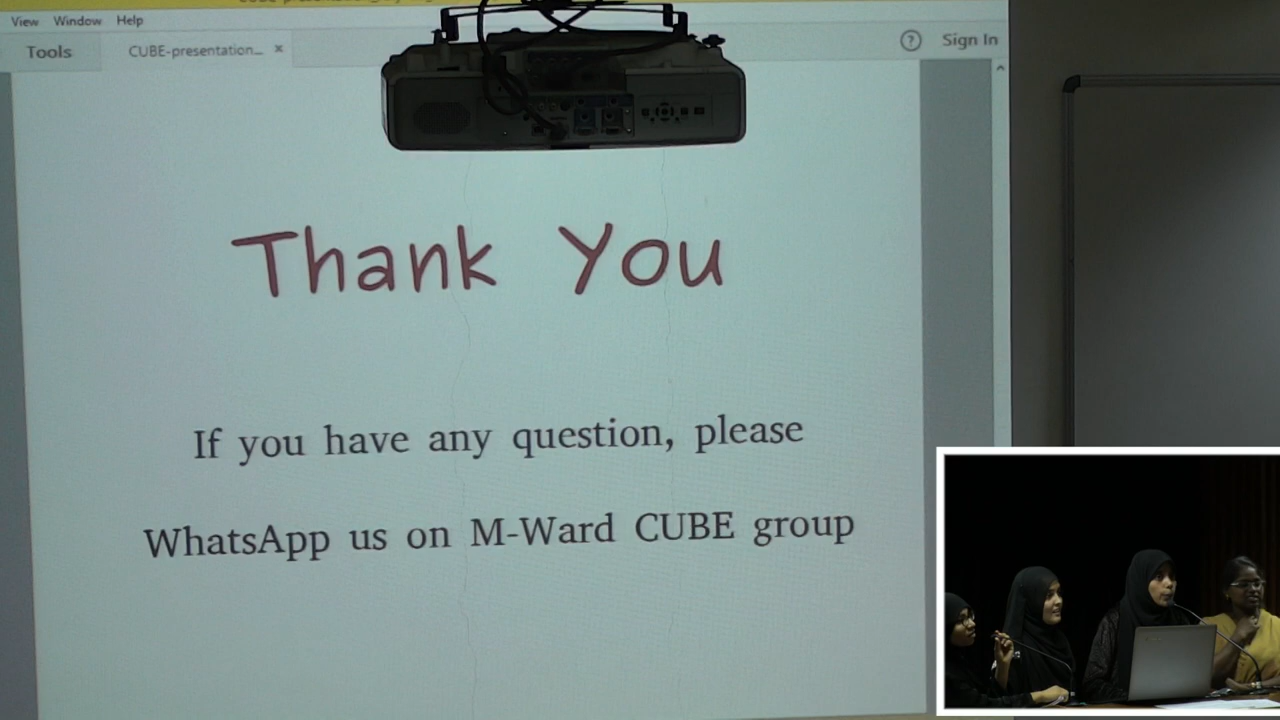 View Window Help
Tools CUBE-presentation_... × ? Sign In
Thank You
If you have any question, please
WhatsApp us on M-Ward CUBE group